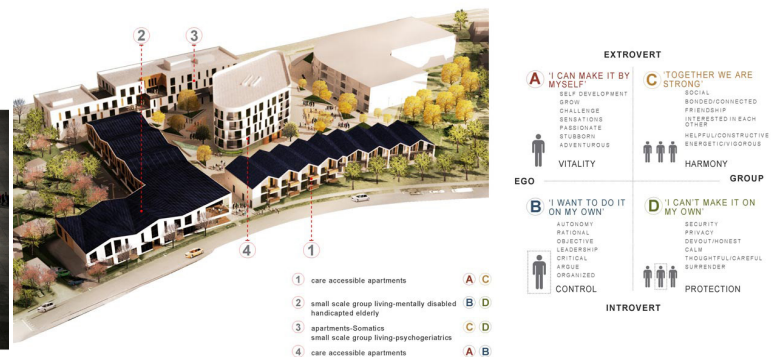 2
3
4
1
1 care accessible apartments A C
2 small scale group living-mentally disabled B D
handicapped elderly
3 apartments-Somatics C D
small scale group living-psychogeriatrics
4 care accessible apartments A B
EXTROVERT
A 'I CAN MAKE IT BY
MYSELF'
SELF DEVELOPMENT
GROW
CHALLENGE
SENSATIONS
PASSIONATE
STUBBORN
ADVENTUROUS
VITALITY
C 'TOGETHER WE ARE
STRONG'
SOCIAL
BONDED/CONNECTED
FRIENDSHIP
INTERESTED IN EACH
OTHER
HELPFUL/CONSTRUCTIVE
ENERGETIC/VIGOROUS
HARMONY
EGO
GROUP
B 'I WANT TO DO IT
ON MY OWN'
AUTONOMY
RATIONAL
OBJECTIVE
LEADERSHIP
CRITICAL
ARGUE
ORGANIZED
CONTROL
D 'I CAN'T MAKE IT ON
MY OWN'
SECURITY
PRIVACY
DEVOUT/HONEST
CALM
THOUGHTFUL/CAREFUL
SURRENDER
PROTECTION
INTROVERT